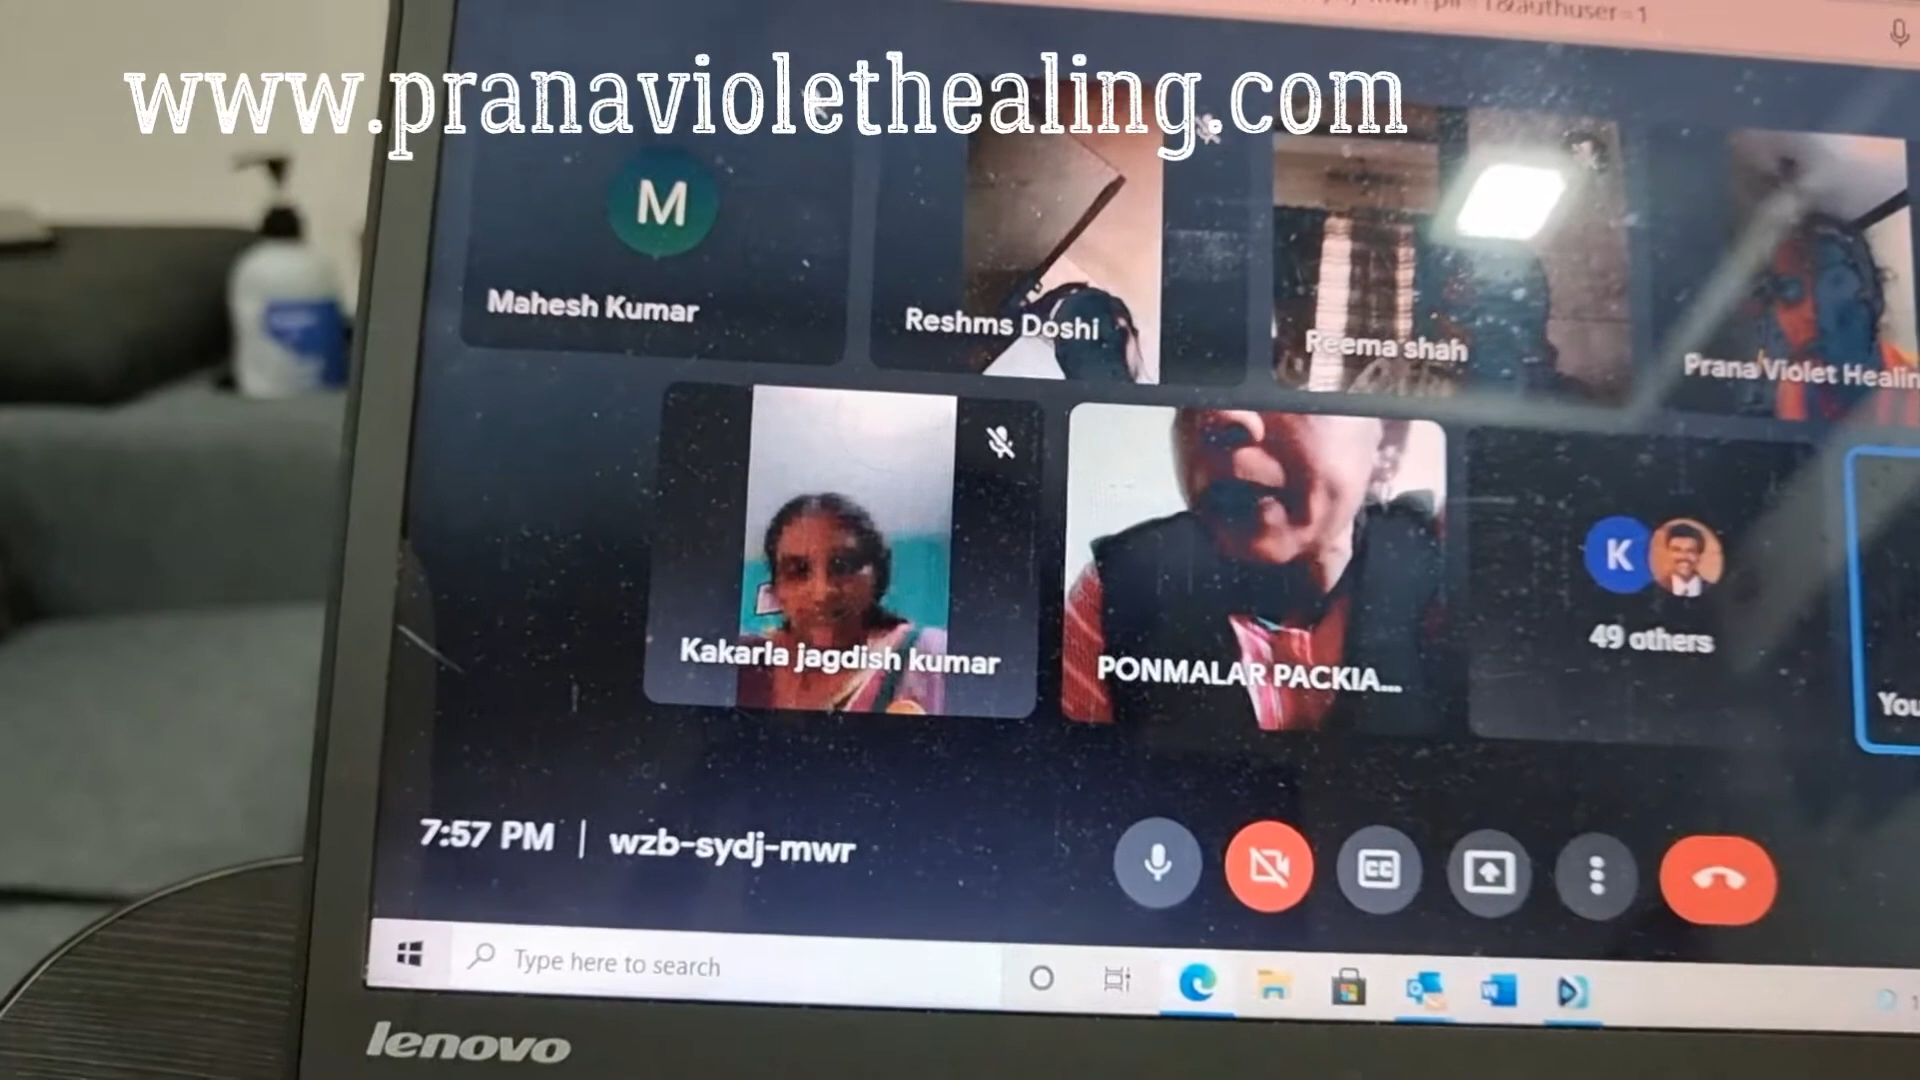 www.pranaviolethealing.com
M
Mahesh Kumar
Reshms Doshi
Reema shah
Prana Violet Healin
Kakarla jagdish kumar
PONMALAR PACKIA...
K
49 others
You
7:57 PM | wzb-sydj-mwr
CC
Type here to search
lenovo